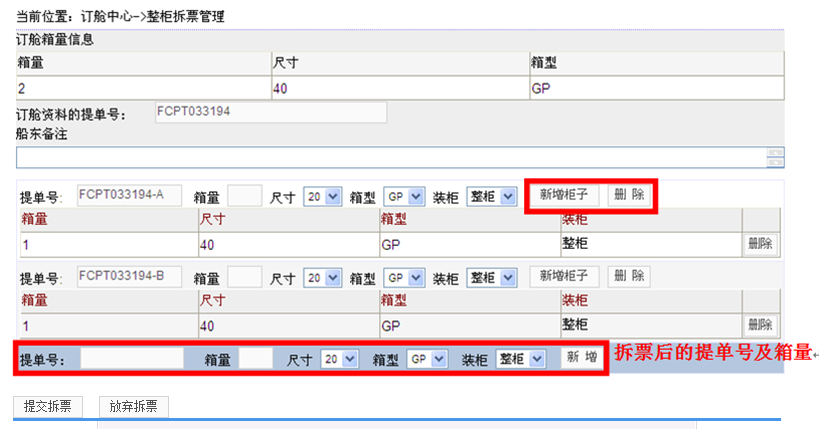 当前位置：订舱中心->整柜拆票管理
订舱箱量信息
箱量 尺寸 箱型
2 40 GP
订舱资料的提单号： FCPT033194
船东备注
提单号: FCPT033194-A 箱量 尺寸 20 箱型 GP 装柜 整柜 新增柜子 删 除
箱量 尺寸 箱型 装柜
1 40 GP 整柜 删除
提单号: FCPT033194-B 箱量 尺寸 20 箱型 GP 装柜 整柜 新增柜子 删 除
箱量 尺寸 箱型 装柜
1 40 GP 整柜 删除
提单号： 箱量 尺寸 20 箱型 GP 装柜 整柜 新 增 拆票后的提单号及箱量
提交拆票 放弃拆票